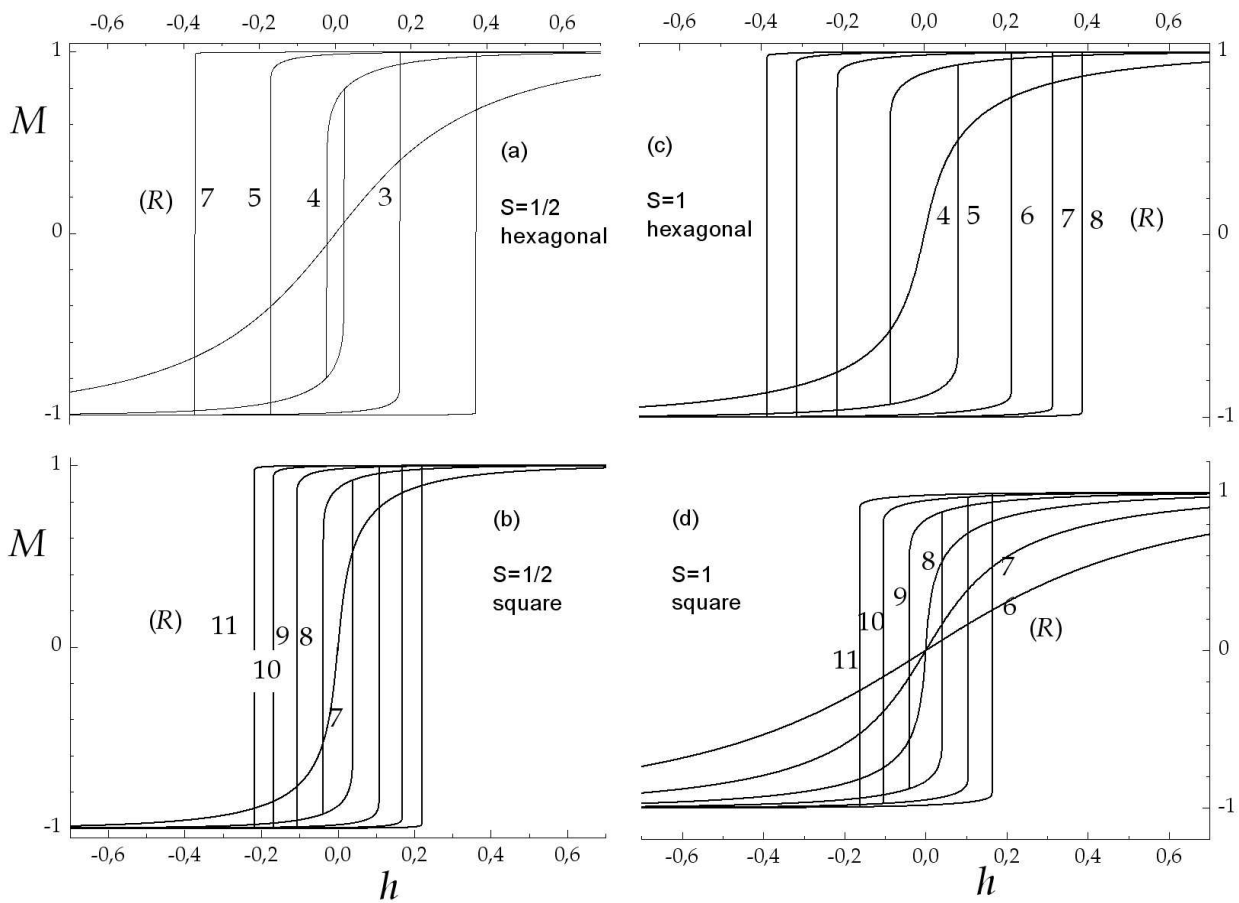 -0,6 -0,4 -0,2 0,0 0,2 0,4 0,6
1
M
0
-1
(R) 7 5 4 3
(a)
S=1/2
hexagonal
-0,6 -0,4 -0,2 0,0 0,2 0,4 0,6
1
0
-1
(c)
S=1
hexagonal
4 5 6 7 8 (R)
1
M
0
-1
(b)
S=1/2
square
(R) 11 9 8
10
7
-0,6 -0,4 -0,2 0,0 0,2 0,4 0,6
h
1
0
-1
(d)
S=1
square
8
7
9
6
10
(R)
11
-0,6 -0,4 -0,2 0,0 0,2 0,4 0,6
h